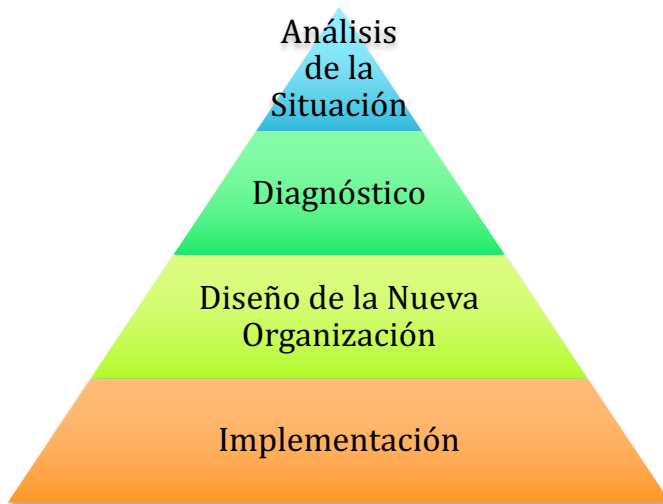 Análisis
de la
Situación
Diagnóstico
Diseño de la Nueva
Organización
Implementación